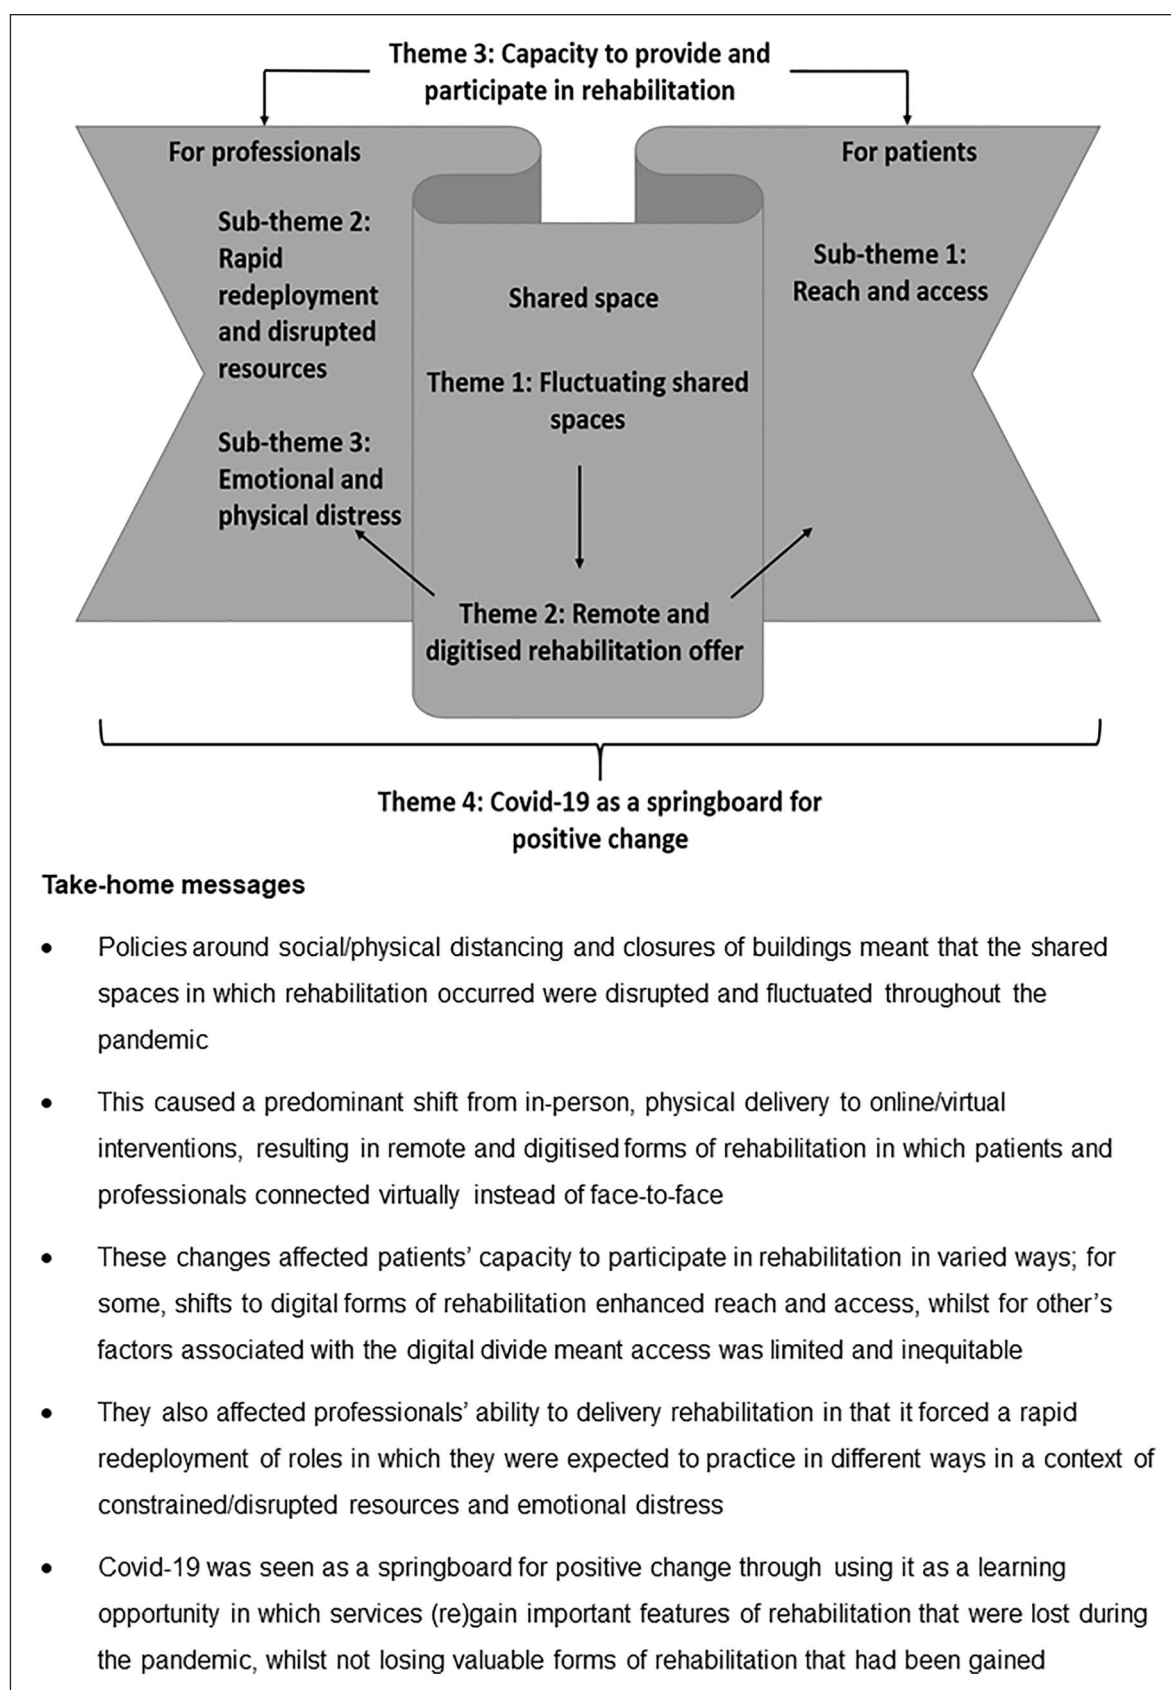 Theme 3: Capacity to provide and
participate in rehabilitation
For professionals
For patients
Sub-theme 2:
Rapid
redeployment
and disrupted
resources
Sub-theme 3:
Emotional and
physical distress
Shared space
Theme 1: Fluctuating shared
spaces
Theme 2: Remote and
digitised rehabilitation offer
Sub-theme 1:
Reach and access
Theme 4: Covid-19 as a springboard for
positive change
Take-home messages
• Policies around social/physical distancing and closures of buildings meant that the shared
spaces in which rehabilitation occurred were disrupted and fluctuated throughout the
pandemic
• This caused a predominant shift from in-person, physical delivery to online/virtual
interventions, resulting in remote and digitised forms of rehabilitation in which patients and
professionals connected virtually instead of face-to-face
• These changes affected patients’ capacity to participate in rehabilitation in varied ways; for
some, shifts to digital forms of rehabilitation enhanced reach and access, whilst for other’s
factors associated with the digital divide meant access was limited and inequitable
• They also affected professionals’ ability to delivery rehabilitation in that it forced a rapid
redeployment of roles in which they were expected to practice in different ways in a context of
constrained/disrupted resources and emotional distress
• Covid-19 was seen as a springboard for positive change through using it as a learning
opportunity in which services (re)gain important features of rehabilitation that were lost during
the pandemic, whilst not losing valuable forms of rehabilitation that had been gained